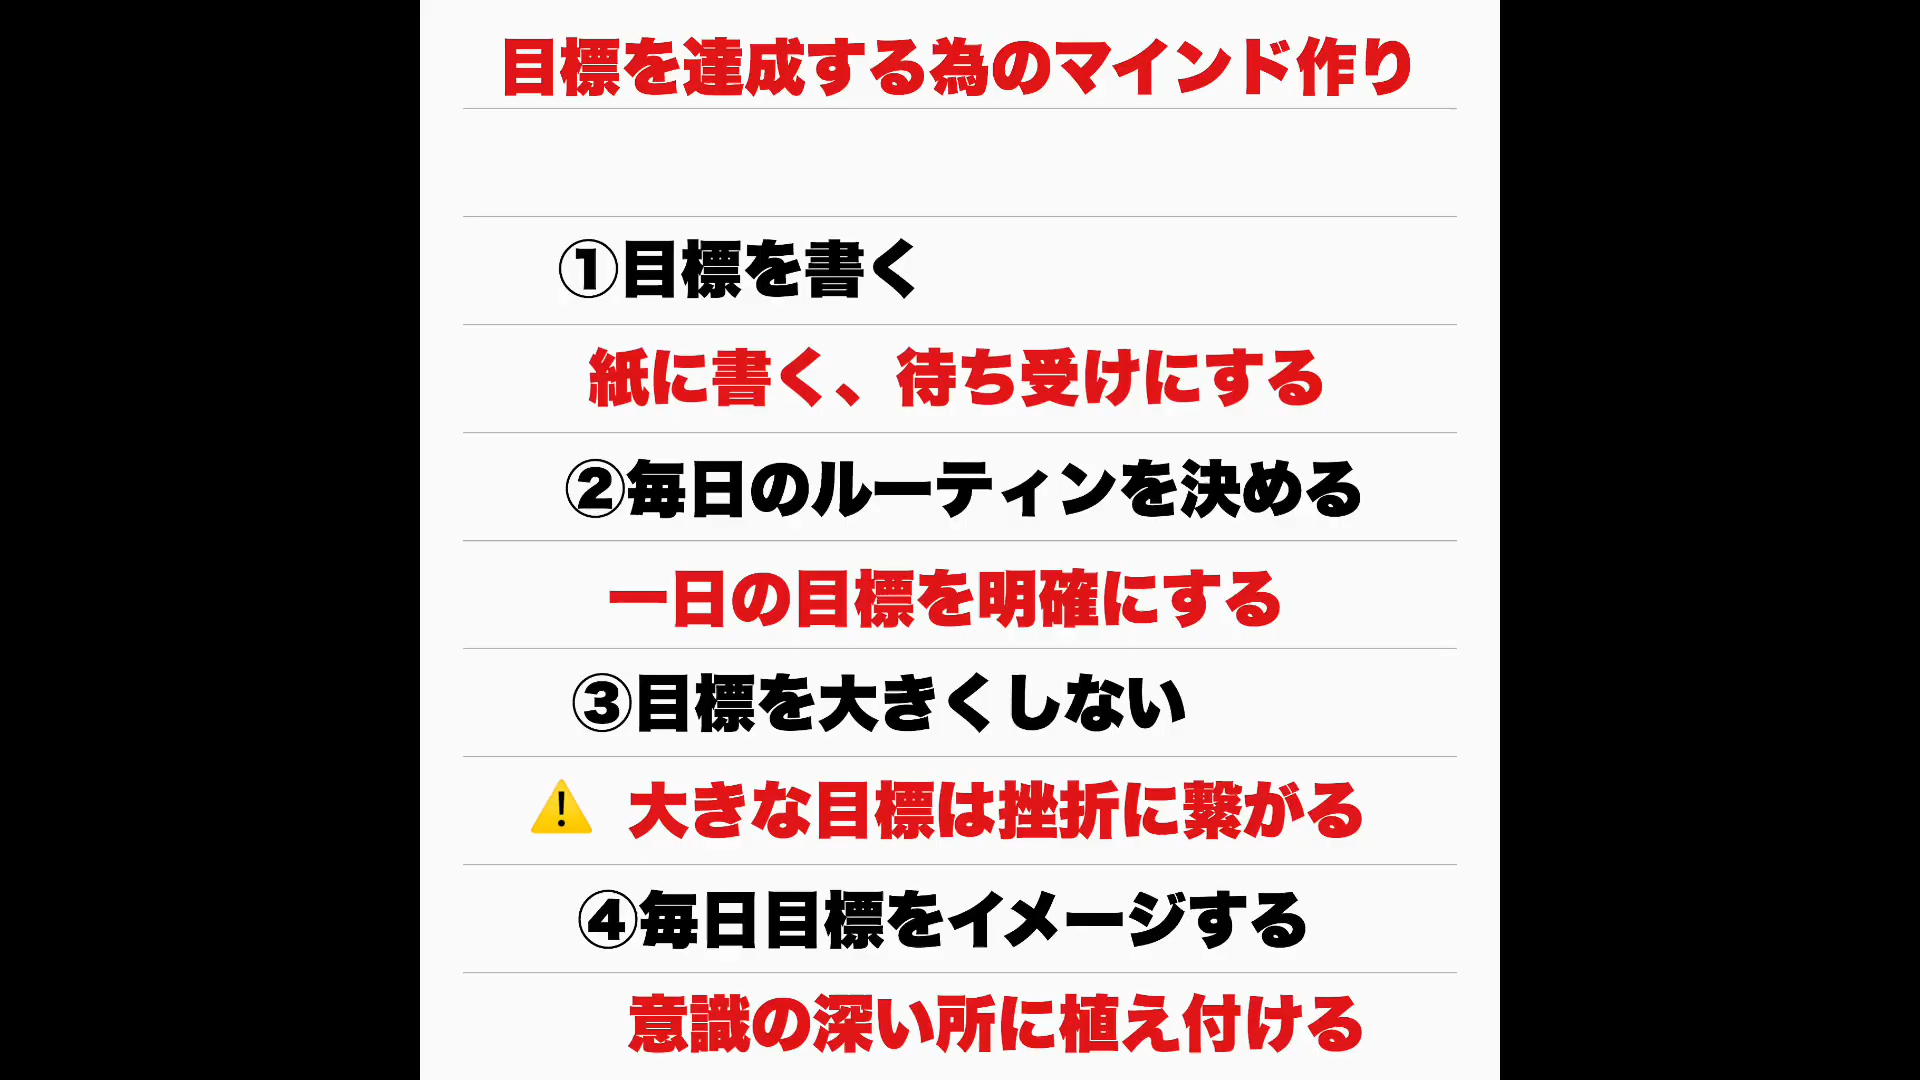 目標を達成する為のマインド作り
①目標を書く
紙に書く、待ち受けにする
②毎日のルーティンを決める
一日の目標を明確にする
③目標を大きくしない
⚠️ 大きな目標は挫折に繋がる
④毎日目標をイメージする
意識の深い所に植え付ける